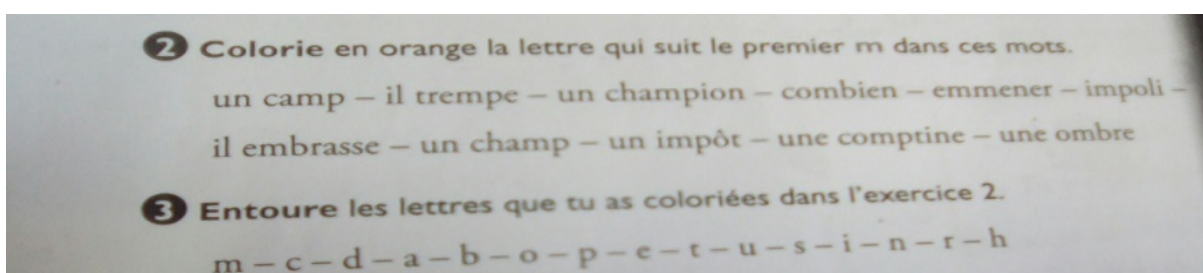 2 Colorie en orange la lettre qui suit le premier m dans ces mots.
un camp – il trempe – un champion – combien – emmener – impoli –
il embrasse – un champ – un impôt – une comptine – une ombre
3 Entoure les lettres que tu as coloriées dans l'exercice 2.
m – c – d – a – b – o – p – e – t – u – s – i – n – r – h